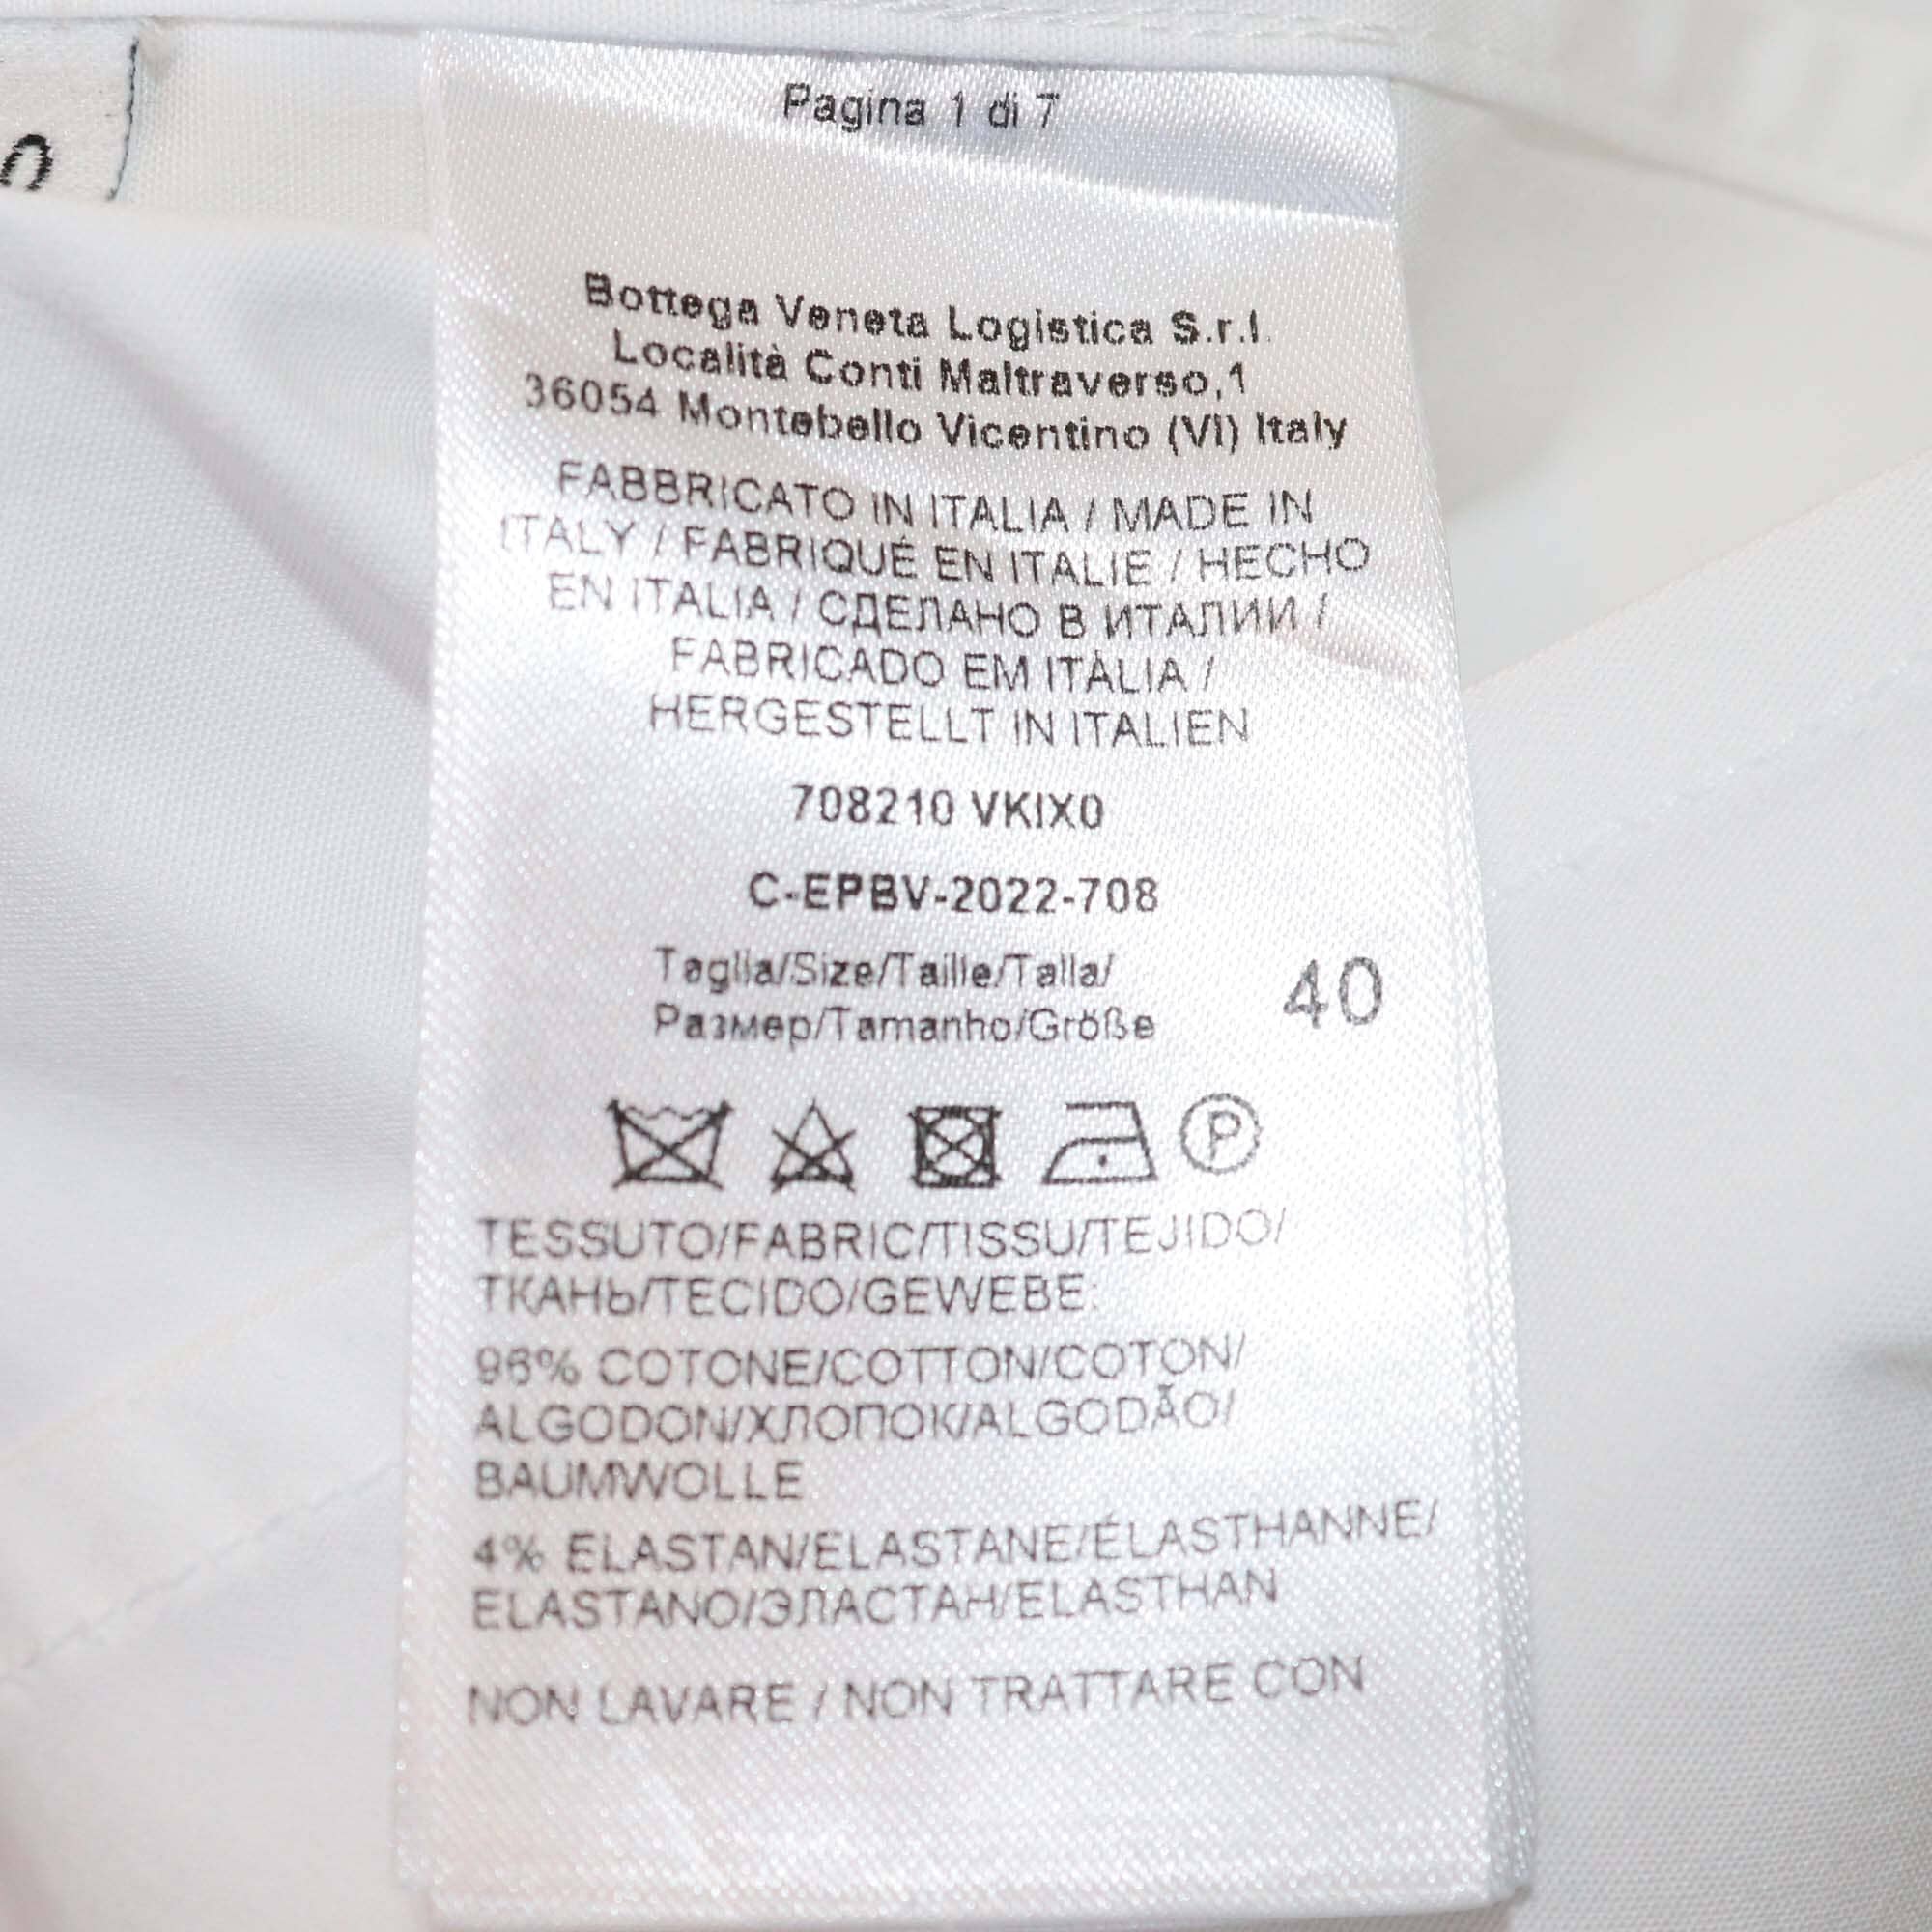 Pagina 1 di 7
Bottega Veneta Logistica S.r.l.
Località Conti Maltraverso,1
36054 Montebello Vicentino (VI) Italy
FABBRICATO IN ITALIA / MADE IN
ITALY / FABRIQUÉ EN ITALIE / HECHO
EN ITALIA / СДЕЛАНО В ИТАЛИИ /
FABRICADO EM ITÁLIA /
HERGESTELLT IN ITALIEN
708210 VKIX0
C-EPBV-2022-708
Taglia/Size/Taille/Talla/
Размер/Tamanho/Größe
40
P
TESSUTO/FABRIC/TISSU/TEJIDO/
ТКАНЬ/TECIDO/GEWEBE:
96% COTONE/COTTON/COTON/
ALGODON/ХЛОПОК/ALGODÃO/
BAUMWOLLE
4% ELASTAN/ELASTANE/ÉLASTHANNE/
ELASTANO/ЭЛАСТАН/ELASTHAN
NON LAVARE / NON TRATTARE CON